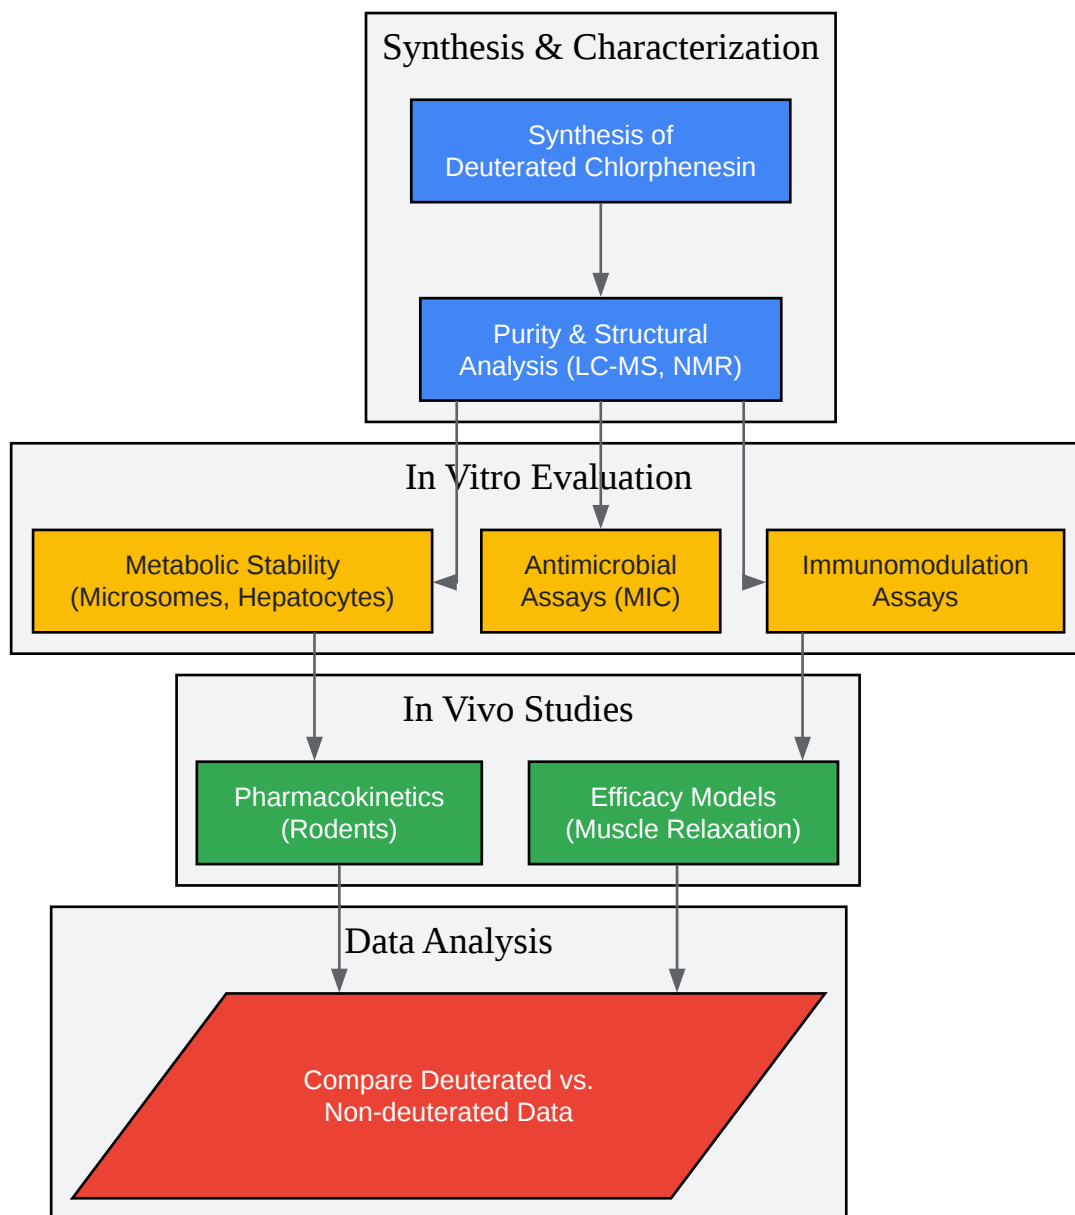 Synthesis & Characterization
Synthesis of
Deuterated Chlorphenesin
Purity & Structural
Analysis (LC-MS, NMR)
In Vitro Evaluation
Metabolic Stability
(Microsomes, Hepatocytes)
Antimicrobial
Assays (MIC)
Immunomodulation
Assays
In Vivo Studies
Pharmacokinetics
(Rodents)
Efficacy Models
(Muscle Relaxation)
Data Analysis
Compare Deuterated vs.
Non-deuterated Data